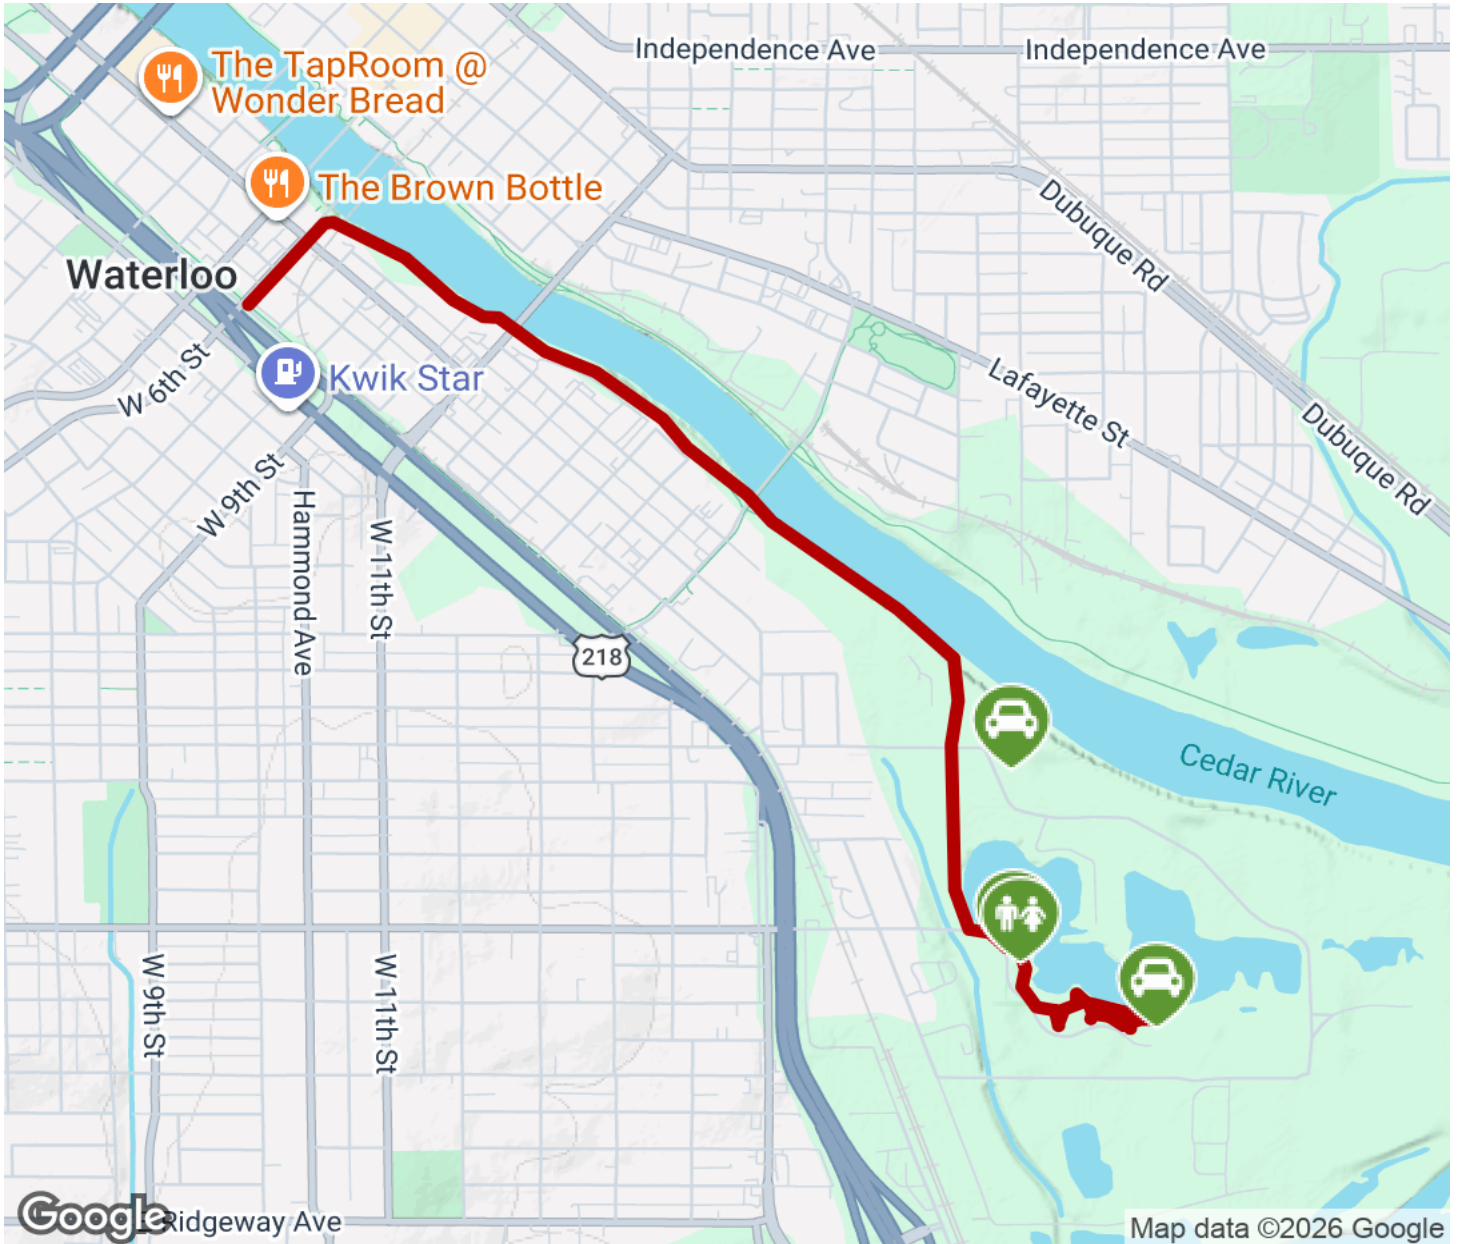 Independence Ave
Independence Ave
The TapRoom @
Wonder Bread
The Brown Bottle
Dubuque Rd
Waterloo
W 6th St
Kwik Star
Lafayette St
Dubuque Rd
W 9th St
Hammond Ave
W 11th St
218
Cedar River
W 9th St
W 11th St
Google
E Ridgeway Ave
Map data ©2026 Google